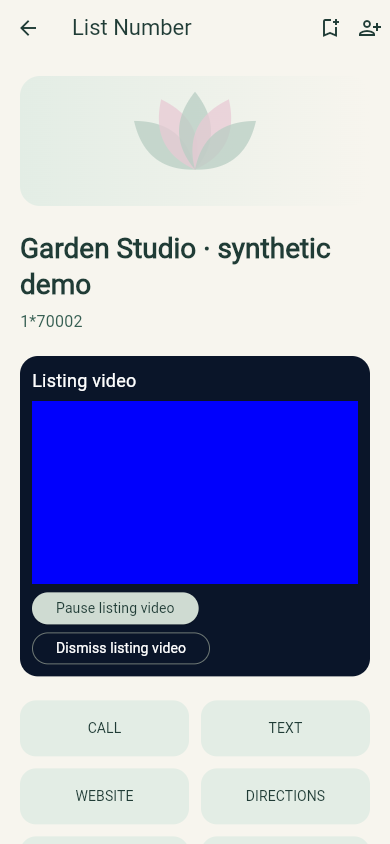 List Number
Garden Studio · synthetic
demo
1*70002
Listing video
Pause listing video
Dismiss listing video
CALL
TEXT
WEBSITE
DIRECTIONS